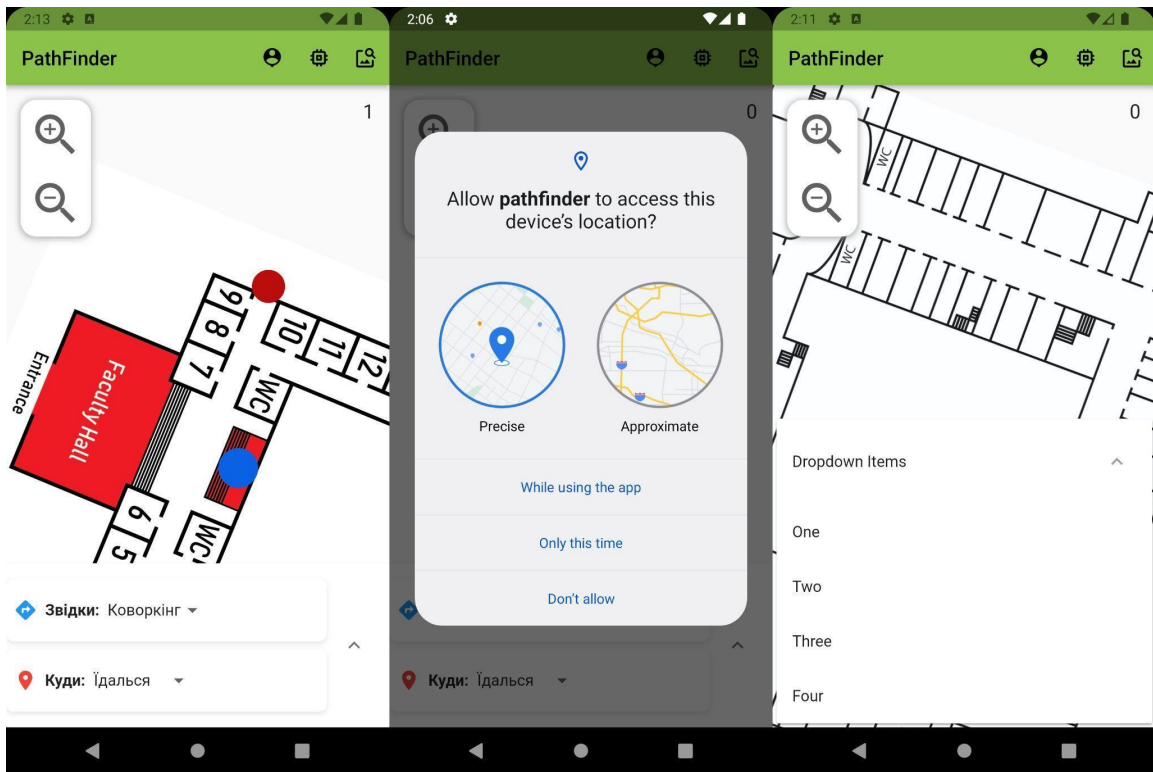 2:13
PathFinder
1
9
8
7
10
11
12
WC
Entrance
Faculty Hall
6
5
WC
Звідки: Коворкінг
Куди: Їдалься
2:06
PathFinder
0
Allow pathfinder to access this
device's location?
Precise
Approximate
While using the app
Only this time
Don't allow
Куди: Їдалься
2:11
PathFinder
0
WC
WC
Dropdown Items
One
Two
Three
Four